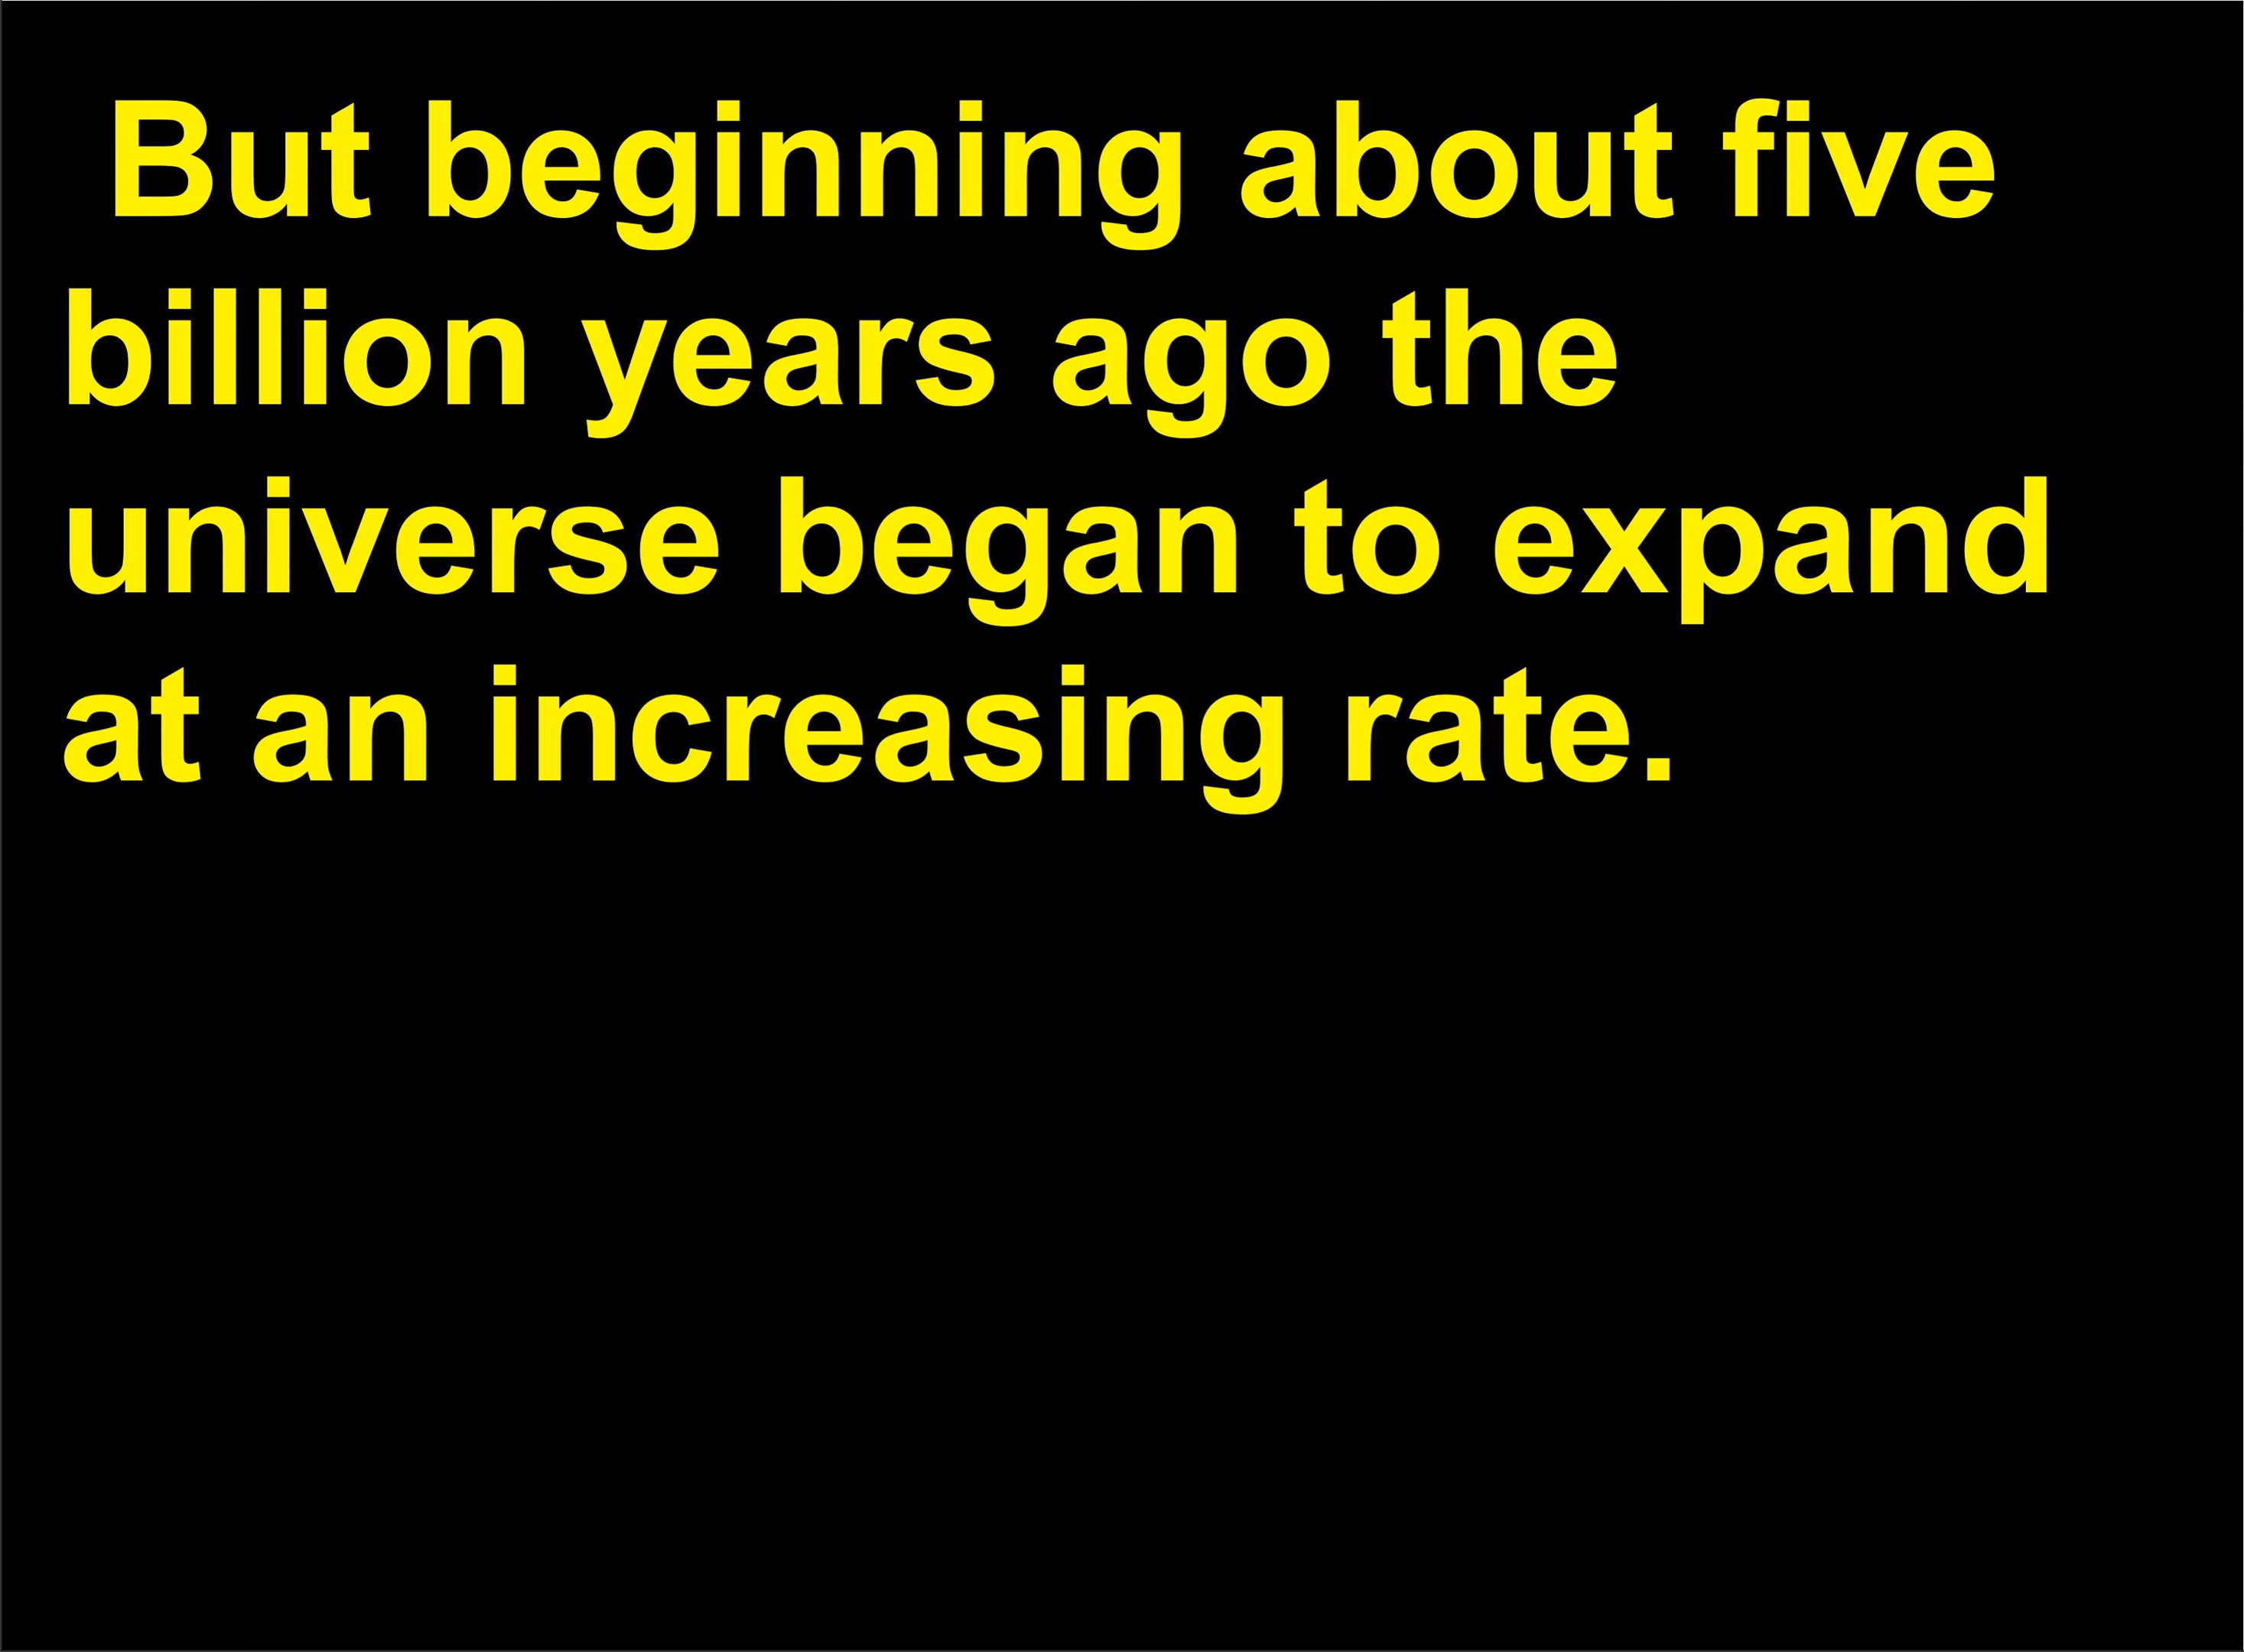 But beginning about five
billion years ago the
universe began to expand
at an increasing rate.